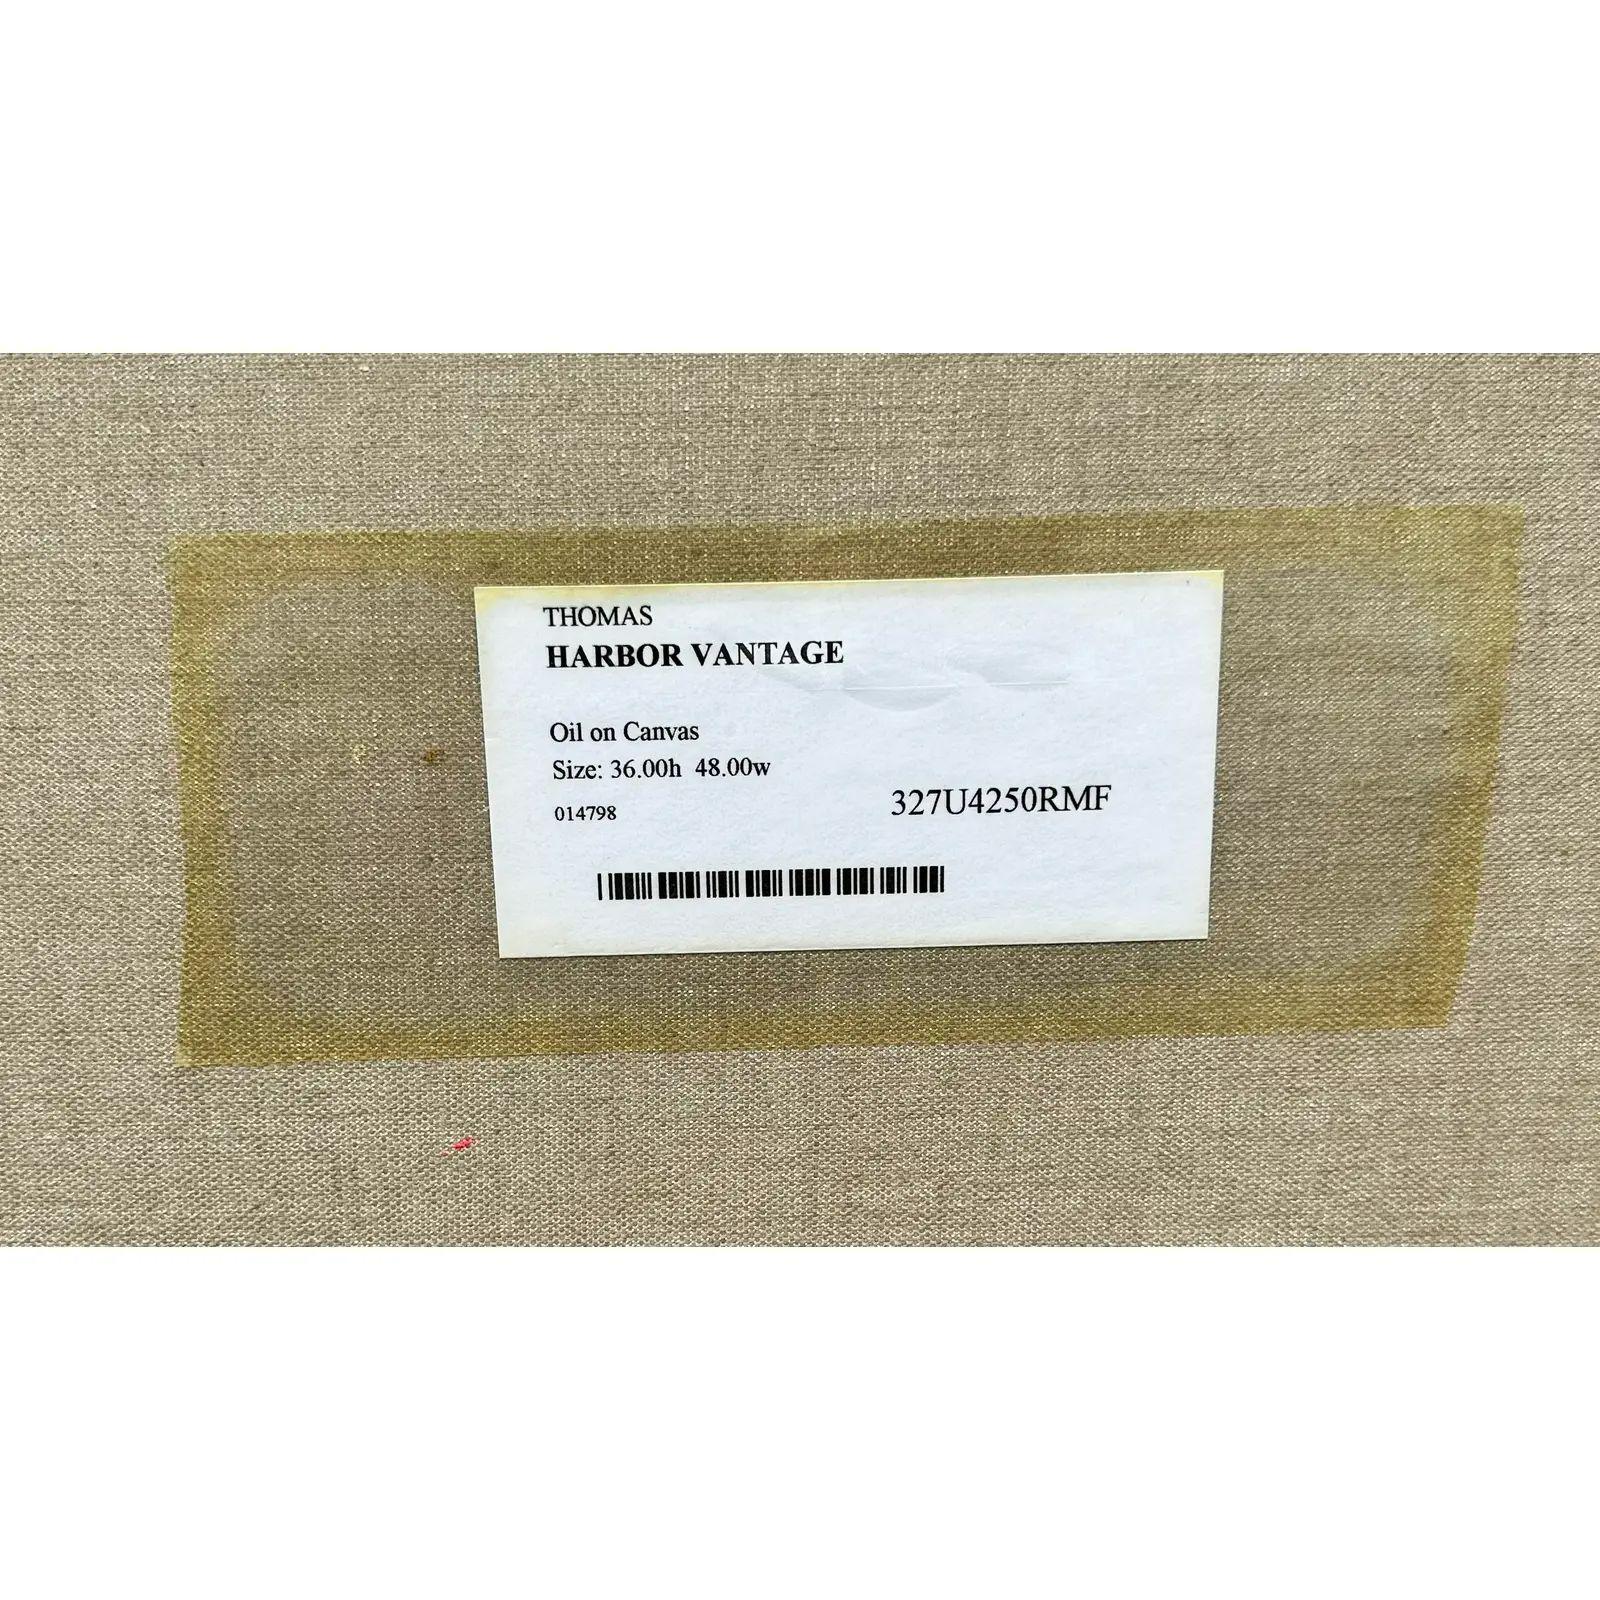 THOMAS
HARBOR VANTAGE
Oil on Canvas
Size: 36.00h 48.00w
014798
327U4250RMF